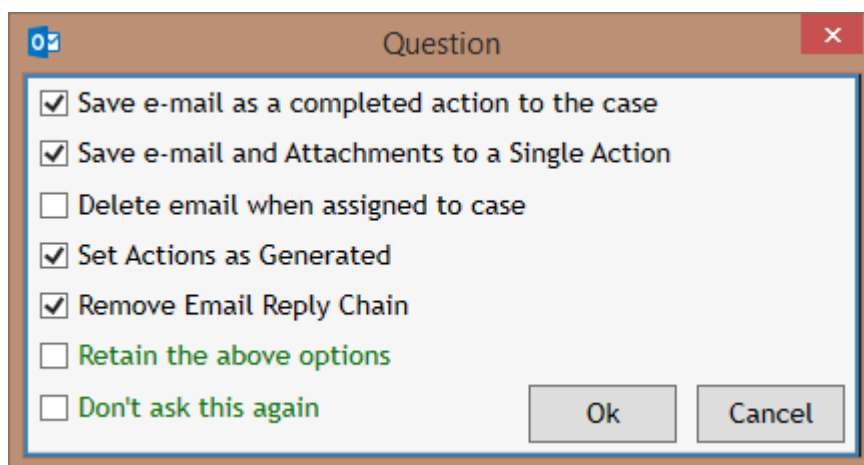 Question
Save e-mail as a completed action to the case
Save e-mail and Attachments to a Single Action
Delete email when assigned to case
Set Actions as Generated
Remove Email Reply Chain
Retain the above options
Don't ask this again
Ok Cancel